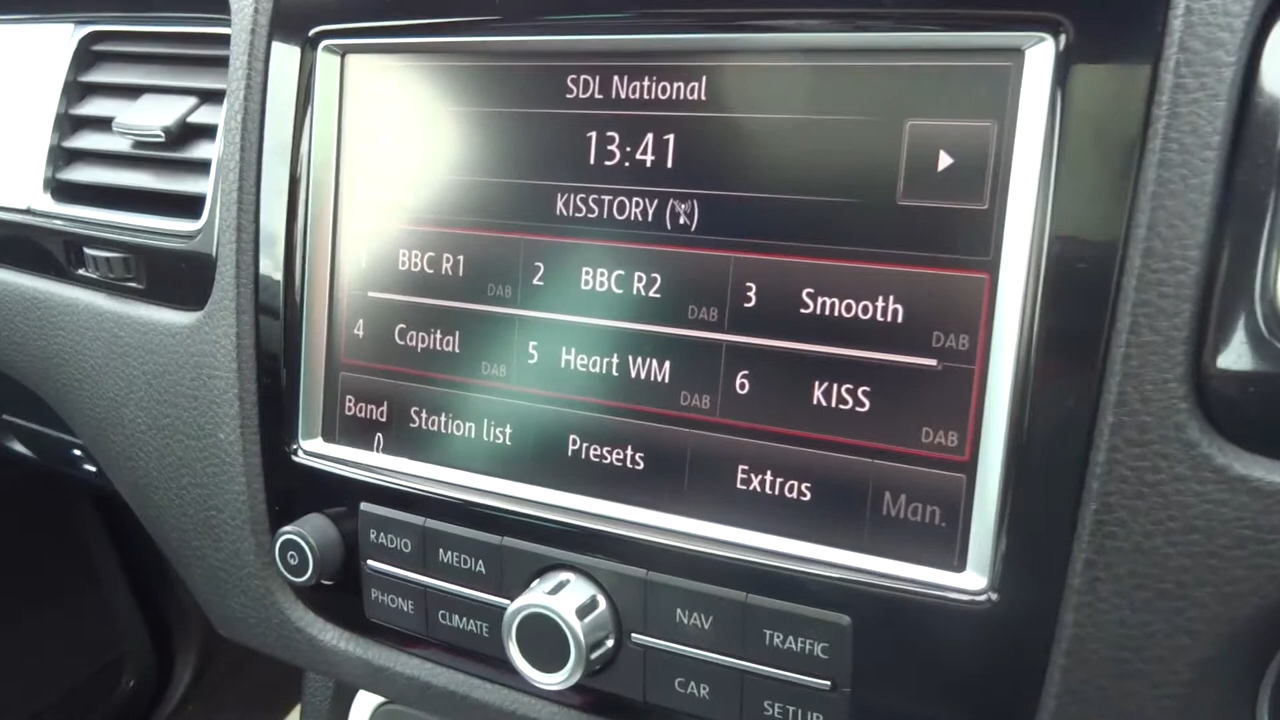 SDL National
13:41
KISSTORY
1 BBC R1 DAB
2 BBC R2 DAB
3 Smooth DAB
4 Capital DAB
5 Heart WM DAB
6 KISS DAB
Band Station list Presets Extras Man.
RADIO MEDIA NAV TRAFFIC
PHONE CLIMATE CAR SETUP